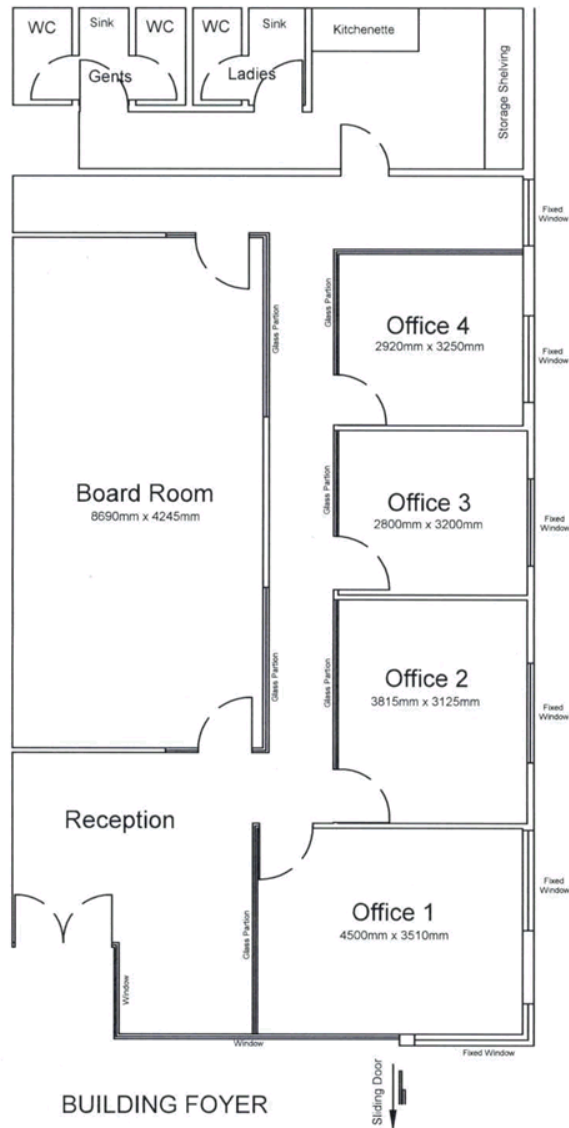 WC
Sink
WC
WC
Sink
Kitchenette
Gents
Ladies
Storage Shelving
Fixed
Window
Glass Partion
Office 4
2920mm x 3250mm
Fixed
Window
Glass Partion
Board Room
8690mm x 4245mm
Glass Partion
Office 3
2800mm x 3200mm
Fixed
Window
Glass Partion
Glass Partion
Office 2
3815mm x 3125mm
Fixed
Window
Reception
Office 1
4500mm x 3510mm
Fixed
Window
Glass Partion
Window
Window
Fixed Window
Sliding Door
BUILDING FOYER